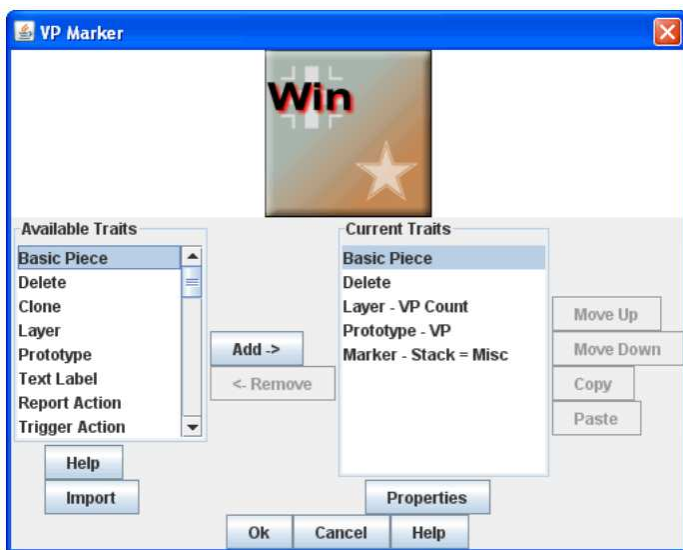 VP Marker
Win
Available Traits
Basic Piece
Delete
Clone
Layer
Prototype
Text Label
Report Action
Trigger Action
Add ->
<- Remove
Current Traits
Basic Piece
Delete
Layer - VP Count
Prototype - VP
Marker - Stack = Misc
Move Up
Move Down
Copy
Paste
Help
Import
Properties
Ok
Cancel
Help